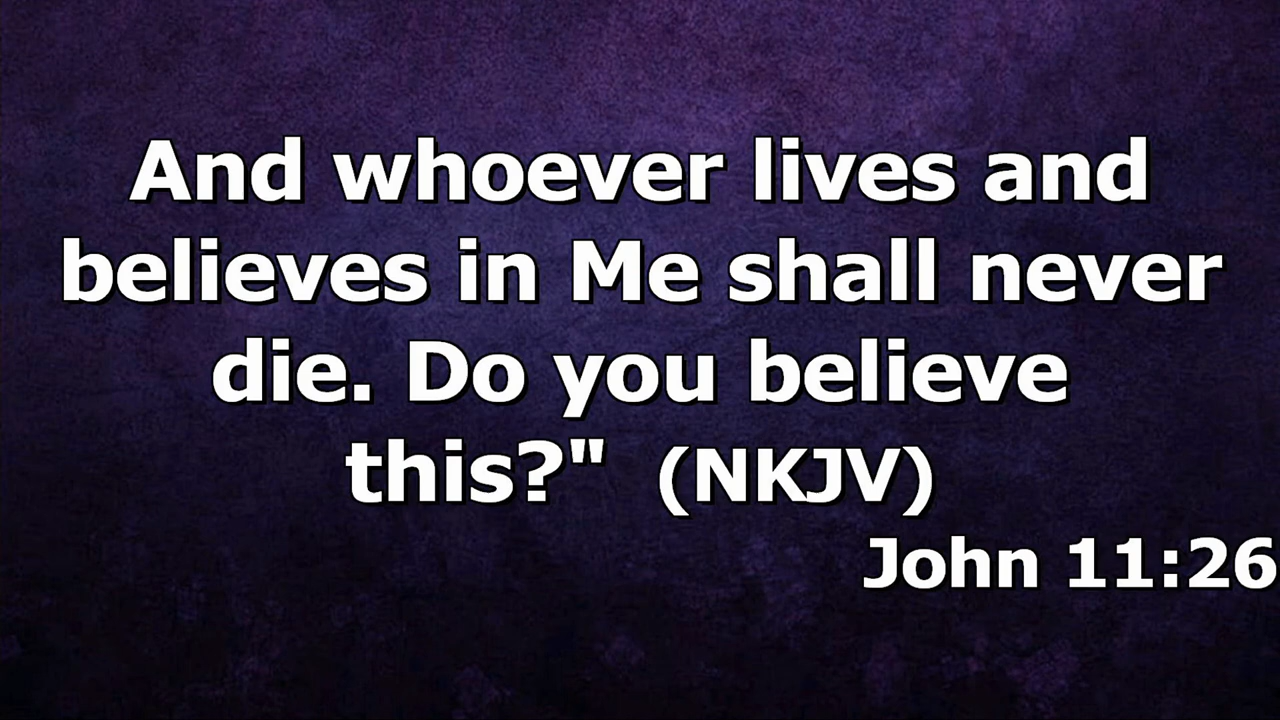 And whoever lives and
believes in Me shall never
die. Do you believe
this?" (NKJV)
John 11:26